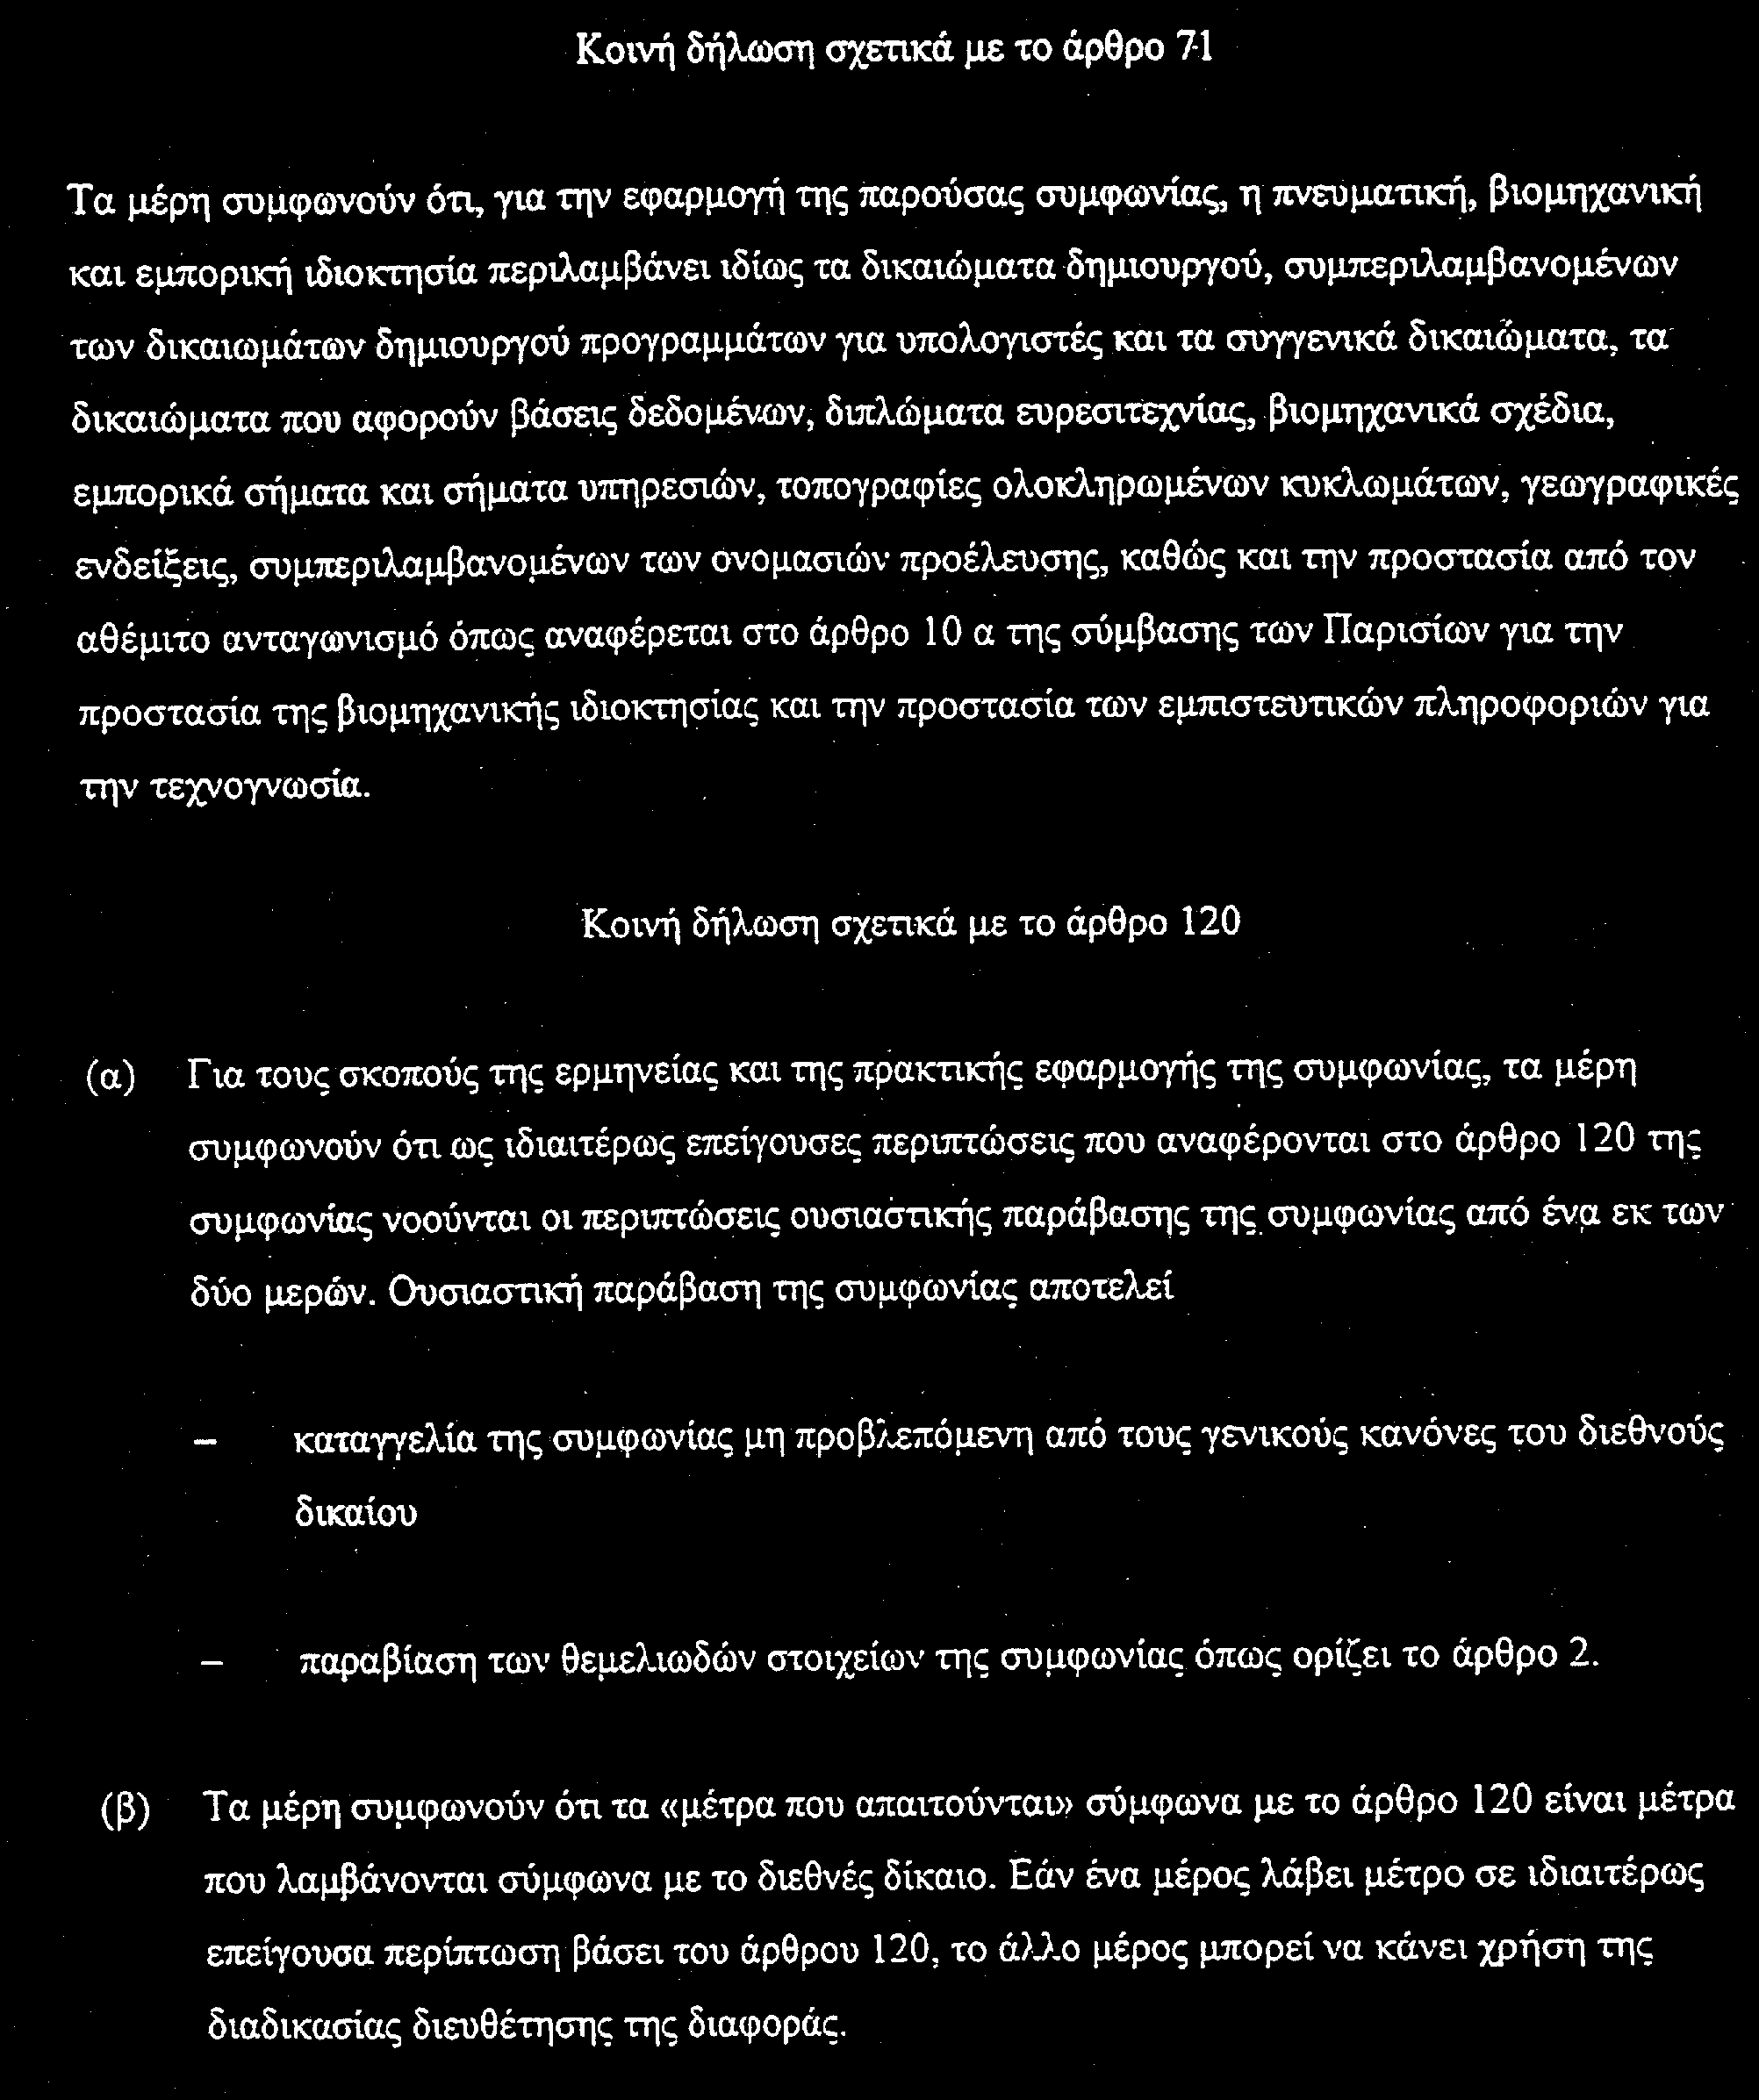 Κοινή δήλωση σχετικά με το άρθρο 71
Τα μέρη συμφωνούν ότι, για την εφαρμογή της παρούσας συμφωνίας, η πνευματική, βιομηχανική
και εμπορική ιδιοκτησία περιλαμβάνει ιδίως τα δικαιώματα δημιουργού, συμπεριλαμβανομένων
των δικαιωμάτων δημιουργού προγραμμάτων για υπολογιστές και τα συγγενικά δικαιώματα, τα
δικαιώματα που αφορούν βάσεις δεδομένων, διπλώματα ευρεσιτεχνίας, βιομηχανικά σχέδια,
εμπορικά σήματα και σήματα υπηρεσιών, τοπογραφίες ολοκληρωμένων κυκλωμάτων, γεωγραφικές
ενδείξεις, συμπεριλαμβανομένων των ονομασιών προέλευσης, καθώς και την προστασία από τον
αθέμιτο ανταγωνισμό όπως αναφέρεται στο άρθρο 10 α της σύμβασης των Παρισίων για την
προστασία της βιομηχανικής ιδιοκτησίας και την προστασία των εμπιστευτικών πληροφοριών για
την τεχνογνωσία.
Κοινή δήλωση σχετικά με το άρθρο 120
(α) Για τους σκοπούς της ερμηνείας και της πρακτικής εφαρμογής της συμφωνίας, τα μέρη
συμφωνούν ότι ως ιδιαιτέρως επείγουσες περιπτώσεις που αναφέρονται στο άρθρο 120 της
συμφωνίας νοούνται οι περιπτώσεις ουσιαστικής παράβασης της συμφωνίας από ένα εκ των
δύο μερών. Ουσιαστική παράβαση της συμφωνίας αποτελεί
– καταγγελία της συμφωνίας μη προβλεπόμενη από τους γενικούς κανόνες του διεθνούς
δικαίου
– παραβίαση των θεμελιωδών στοιχείων της συμφωνίας όπως ορίζει το άρθρο 2.
(β) Τα μέρη συμφωνούν ότι τα «μέτρα που απαιτούνται» σύμφωνα με το άρθρο 120 είναι μέτρα
που λαμβάνονται σύμφωνα με το διεθνές δίκαιο. Εάν ένα μέρος λάβει μέτρο σε ιδιαιτέρως
επείγουσα περίπτωση βάσει του άρθρου 120, το άλλο μέρος μπορεί να κάνει χρήση της
διαδικασίας διευθέτησης της διαφοράς.